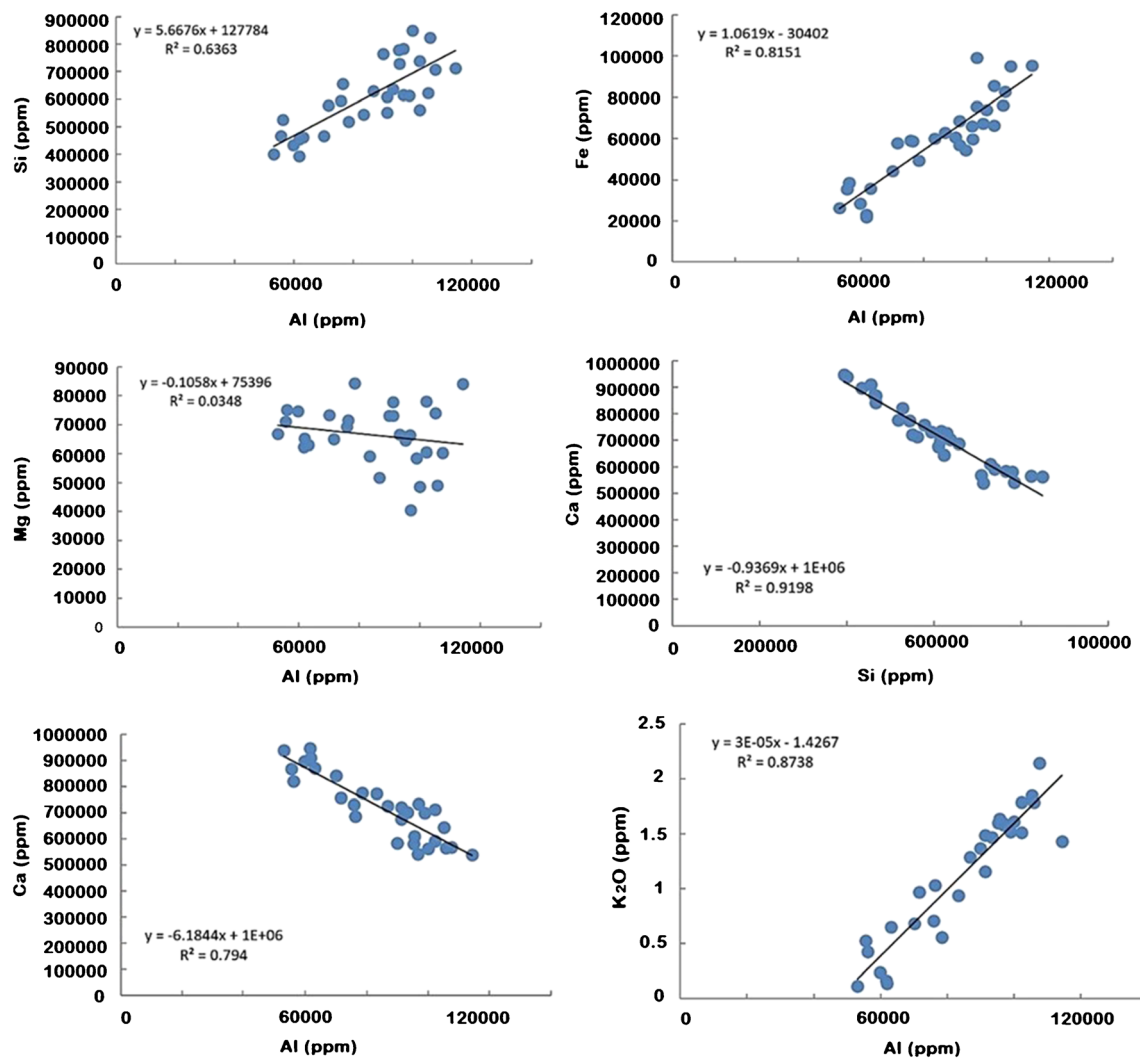 900000
800000
700000
600000
500000
400000
300000
200000
100000
0
Si (ppm)
y = 5.6676x + 127784
R² = 0.6363
0 60000 120000
Al (ppm)
120000
100000
80000
60000
40000
20000
0
Fe (ppm)
y = 1.0619x - 30402
R² = 0.8151
0 60000 120000
Al (ppm)
90000
80000
70000
60000
50000
40000
30000
20000
10000
0
Mg (ppm)
y = -0.1058x + 75396
R² = 0.0348
0 60000 120000
Al (ppm)
1000000
900000
800000
700000
600000
500000
400000
300000
200000
100000
0
Ca (ppm)
y = -0.9369x + 1E+06
R² = 0.9198
0 200000 600000 100000
Si (ppm)
1000000
900000
800000
700000
600000
500000
400000
300000
200000
100000
0
Ca (ppm)
y = -6.1844x + 1E+06
R² = 0.794
0 60000 120000
Al (ppm)
2.5
2
1.5
1
0.5
0
K₂O (ppm)
y = 3E-05x - 1.4267
R² = 0.8738
0 60000 120000
Al (ppm)